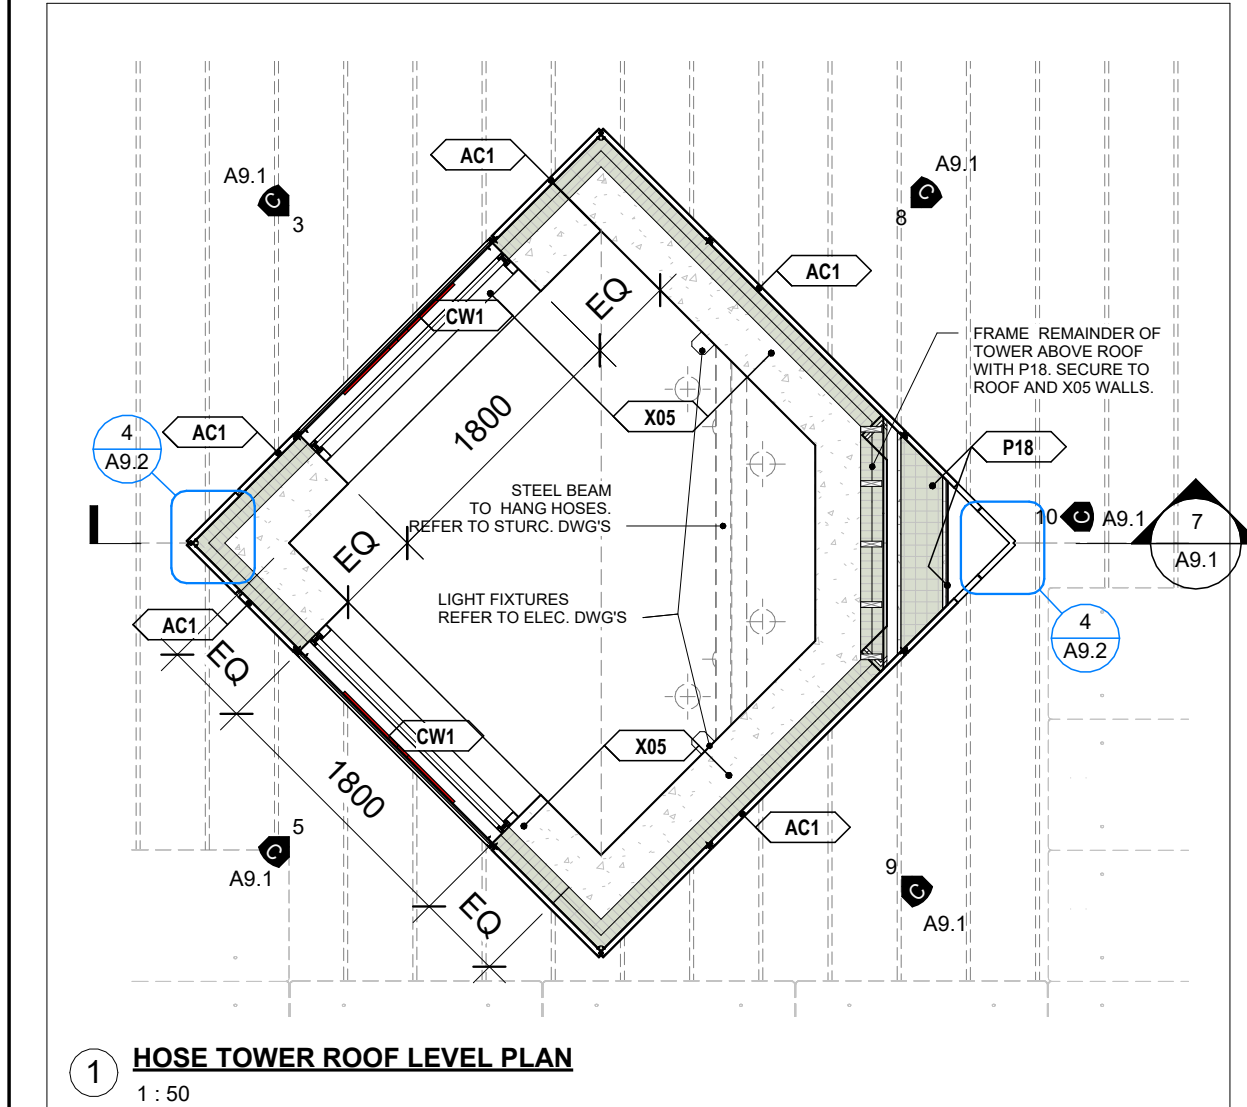 AC1
A9.1
C
3
A9.1
C
8
AC1
CW1
EQ
FRAME REMAINDER OF
TOWER ABOVE ROOF
WITH P18. SECURE TO
ROOF AND X05 WALLS.
4
A9.2
AC1
1800
X05
P18
STEEL BEAM
TO HANG HOSES.
REFER TO STURC. DWG'S
10
C
A9.1
7
A9.1
EQ
LIGHT FIXTURES
REFER TO ELEC. DWG'S
AC1
EQ
4
A9.2
CW1
X05
1800
5
C
A9.1
AC1
EQ
9
C
A9.1
1
HOSE TOWER ROOF LEVEL PLAN
1 : 50